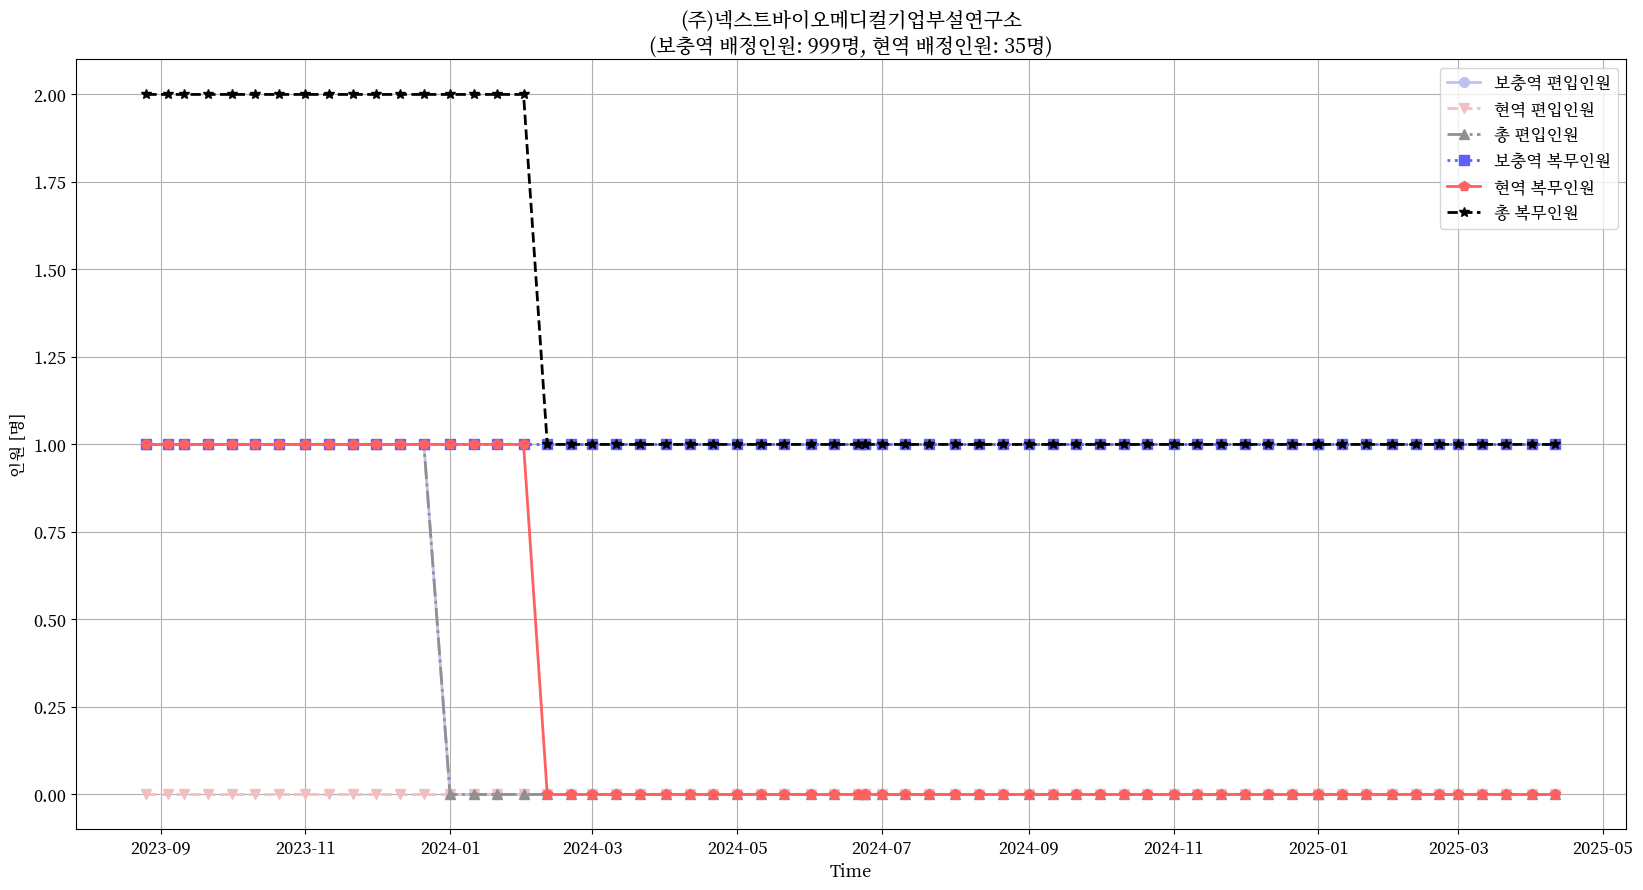 (주)넥스트바이오메디컬기업부설연구소
(보충역 배정인원: 999명, 현역 배정인원: 35명)
보충역 편입인원
현역 편입인원
총 편입인원
보충역 복무인원
현역 복무인원
총 복무인원
2.00
1.75
1.50
1.25
1.00
0.75
0.50
0.25
0.00
인원 [명]
2023-09 2023-11 2024-01 2024-03 2024-05 2024-07 2024-09 2024-11 2025-01 2025-03 2025-05
Time